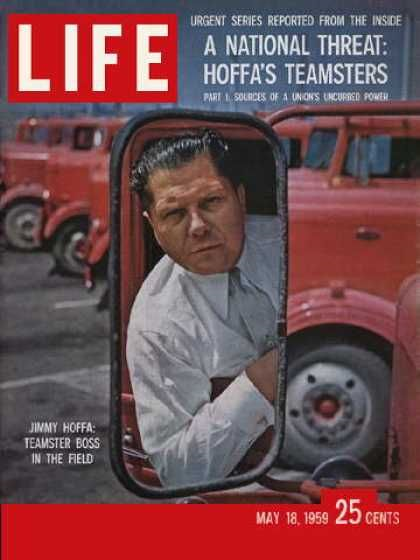 LIFE
URGENT SERIES REPORTED FROM THE INSIDE
A NATIONAL THREAT:
HOFFA'S TEAMSTERS
PART I: SOURCES OF A UNION'S UNCURBED POWER
JIMMY HOFFA:
TEAMSTER BOSS
IN THE FIELD
MAY 18, 1959 25 CENTS